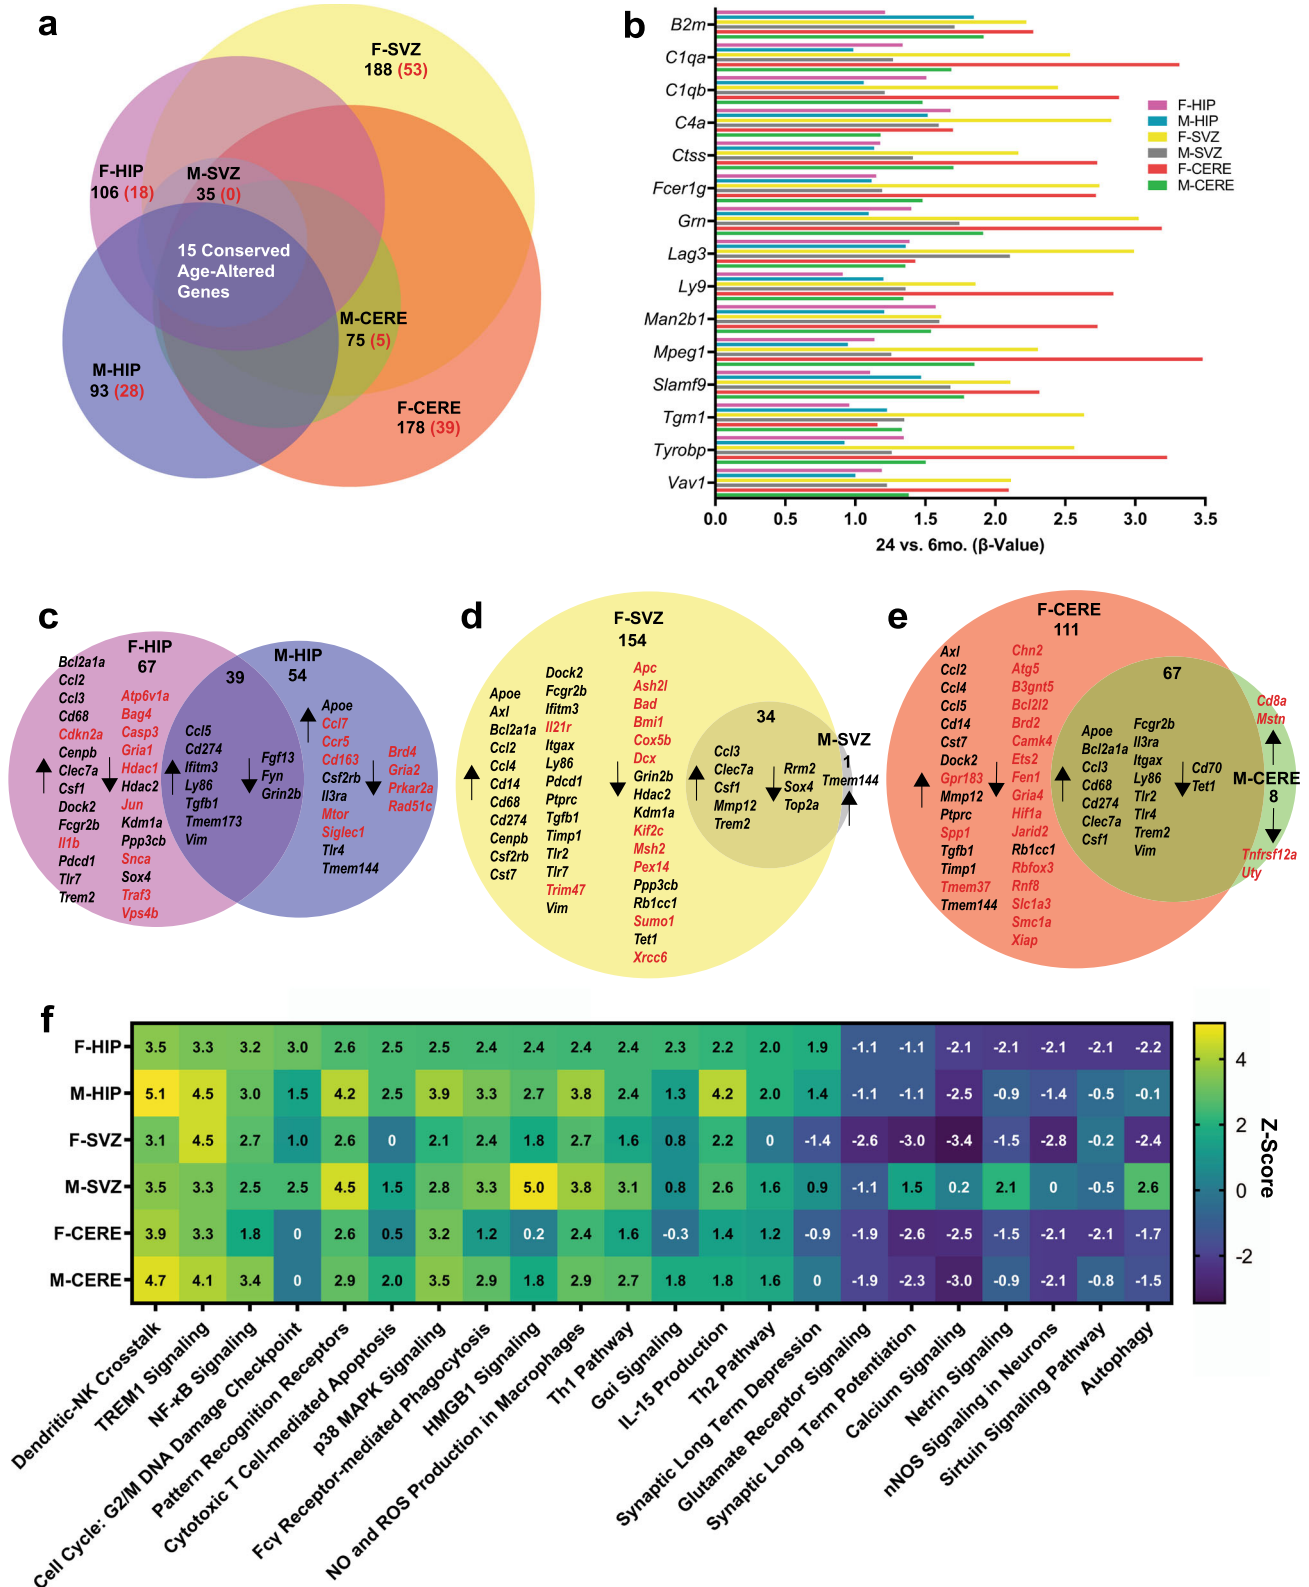 a
F-SVZ
188 (53)
F-HIP
106 (18)
M-SVZ
35 (0)
15 Conserved
Age-Altered
Genes
M-CERE
75 (5)
M-HIP
93 (28)
F-CERE
178 (39)
b
B2m
C1qa
C1qb
C4a
Ctss
Fcer1g
Grn
Lag3
Ly9
Man2b1
Mpeg1
Slamf9
Tgm1
Tyrobp
Vav1
F-HIP
M-HIP
F-SVZ
M-SVZ
F-CERE
M-CERE
0.0 0.5 1.0 1.5 2.0 2.5 3.0 3.5
24 vs. 6mo. (β-Value)
c
F-HIP
67
39
M-HIP
54
Bcl2a1a
Ccl2
Ccl3
Cd68
Cdkn2a
Cenpb
Clec7a
Csf1
Dock2
Fcgr2b
Il1b
Pdcd1
Tlr7
Trem2
Atp6v1a
Bag4
Casp3
Gria1
Hdac1
Hdac2
Jun
Kdm1a
Ppp3cb
Snca
Sox4
Traf3
Vps4b
Ccl5
Cd274
Ifitm3
Ly86
Tgfb1
Tmem173
Vim
Fgf13
Fyn
Grin2b
Apoe
Ccl7
Ccr5
Cd163
Csf2rb
Il3ra
Mtor
Siglec1
Tlr4
Tmem144
Brd4
Gria2
Prkar2a
Rad51c
d
F-SVZ
154
34
M-SVZ
1
Apoe
Axl
Bcl2a1a
Ccl2
Ccl4
Cd14
Cd68
Cd274
Cenpb
Csf2rb
Cst7
Dock2
Fcgr2b
Ifitm3
Il21r
Itgax
Ly86
Pdcd1
Ptprc
Tgfb1
Timp1
Tlr2
Tlr7
Trim47
Vim
Apc
Ash2l
Bad
Bmi1
Cox5b
Dcx
Grin2b
Hdac2
Kdm1a
Kif2c
Msh2
Pex14
Ppp3cb
Rb1cc1
Sumo1
Tet1
Xrcc6
Ccl3
Clec7a
Csf1
Mmp12
Trem2
Rrm2
Sox4
Top2a
Tmem144
e
F-CERE
111
67
M-CERE
8
Axl
Ccl2
Ccl4
Ccl5
Cd14
Cst7
Dock2
Gpr183
Mmp12
Ptprc
Spp1
Tgfb1
Timp1
Tmem37
Tmem144
Chn2
Atg5
B3gnt5
Bcl2l2
Brd2
Camk4
Ets2
Fen1
Gria4
Hif1a
Jarid2
Rb1cc1
Rbfox3
Rnf8
Slc1a3
Smc1a
Xiap
Apoe
Bcl2a1a
Ccl3
Cd68
Cd274
Clec7a
Csf1
Fcgr2b
Il3ra
Itgax
Ly86
Tlr2
Tlr4
Trem2
Vim
Cd70
Tet1
Cd8a
Mstn
Tnfrsf12a
Uty
f
F-HIP 3.5 3.3 3.2 3.0 2.6 2.5 2.5 2.4 2.4 2.4 2.4 2.3 2.2 2.0 1.9 -1.1 -1.1 -2.1 -2.1 -2.1 -2.1 -2.2
M-HIP 5.1 4.5 3.0 1.5 4.2 2.5 3.9 3.3 2.7 3.8 2.4 1.3 4.2 2.0 1.4 -1.1 -1.1 -2.5 -0.9 -1.4 -0.5 -0.1
F-SVZ 3.1 4.5 2.7 1.0 2.6 0 2.1 2.4 1.8 2.7 1.6 0.8 2.2 0 -1.4 -2.6 -3.0 -3.4 -1.5 -2.8 -0.2 -2.4
M-SVZ 3.5 3.3 2.5 2.5 4.5 1.5 2.8 3.3 5.0 3.8 3.1 0.8 2.6 1.6 0.9 -1.1 1.5 0.2 2.1 0 -0.5 2.6
F-CERE 3.9 3.3 1.8 0 2.6 0.5 3.2 1.2 0.2 2.4 1.6 -0.3 1.4 1.2 -0.9 -1.9 -2.6 -2.5 -1.5 -2.1 -2.1 -1.7
M-CERE 4.7 4.1 3.4 0 2.9 2.0 3.5 2.9 1.8 2.9 2.7 1.8 1.8 1.6 0 -1.9 -2.3 -3.0 -0.9 -2.1 -0.8 -1.5
Dendritic-NK Crosstalk
TREM1 Signaling
NF-κB Signaling
Cell Cycle: G2/M DNA Damage Checkpoint
Pattern Recognition Receptors
Cytotoxic T Cell-mediated Apoptosis
p38 MAPK Signaling
Fcγ Receptor-mediated Phagocytosis
HMGB1 Signaling
NO and ROS Production in Macrophages
Th1 Pathway
Gαi Signaling
IL-15 Production
Th2 Pathway
Synaptic Long Term Depression
Glutamate Receptor Signaling
Synaptic Long Term Potentiation
Calcium Signaling
Netrin Signaling
nNOS Signaling in Neurons
Sirtuin Signaling Pathway
Autophagy
4
2
0
-2
Z-Score